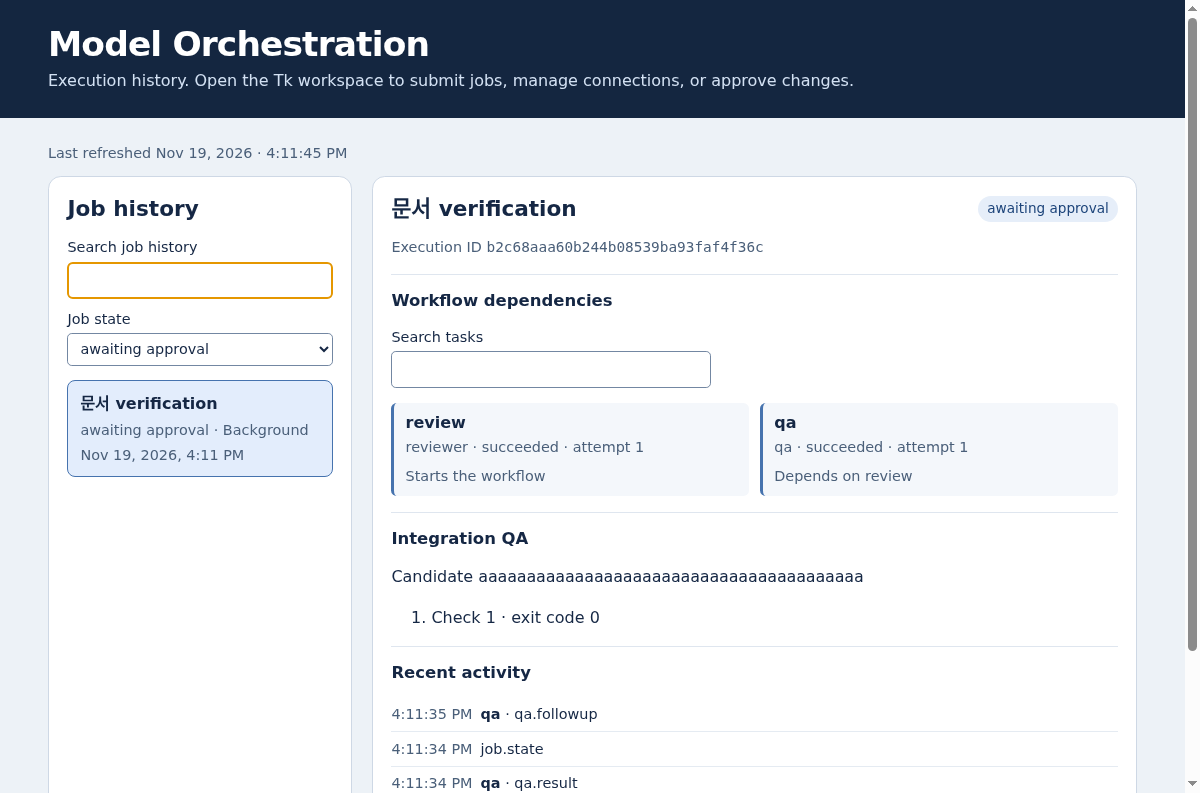 Model Orchestration
Execution history. Open the Tk workspace to submit jobs, manage connections, or approve changes.
Last refreshed Nov 19, 2026 · 4:11:45 PM
Job history
Search job history
Job state
awaiting approval
문서 verification
awaiting approval · Background
Nov 19, 2026, 4:11 PM
문서 verification
awaiting approval
Execution ID b2c68aaa60b244b08539ba93faf4f36c
Workflow dependencies
Search tasks
review
reviewer · succeeded · attempt 1
Starts the workflow
qa
qa · succeeded · attempt 1
Depends on review
Integration QA
Candidate aaaaaaaaaaaaaaaaaaaaaaaaaaaaaaaaaaaaaaaa
1. Check 1 · exit code 0
Recent activity
4:11:35 PM qa · qa.followup
4:11:34 PM job.state
4:11:34 PM qa · qa.result